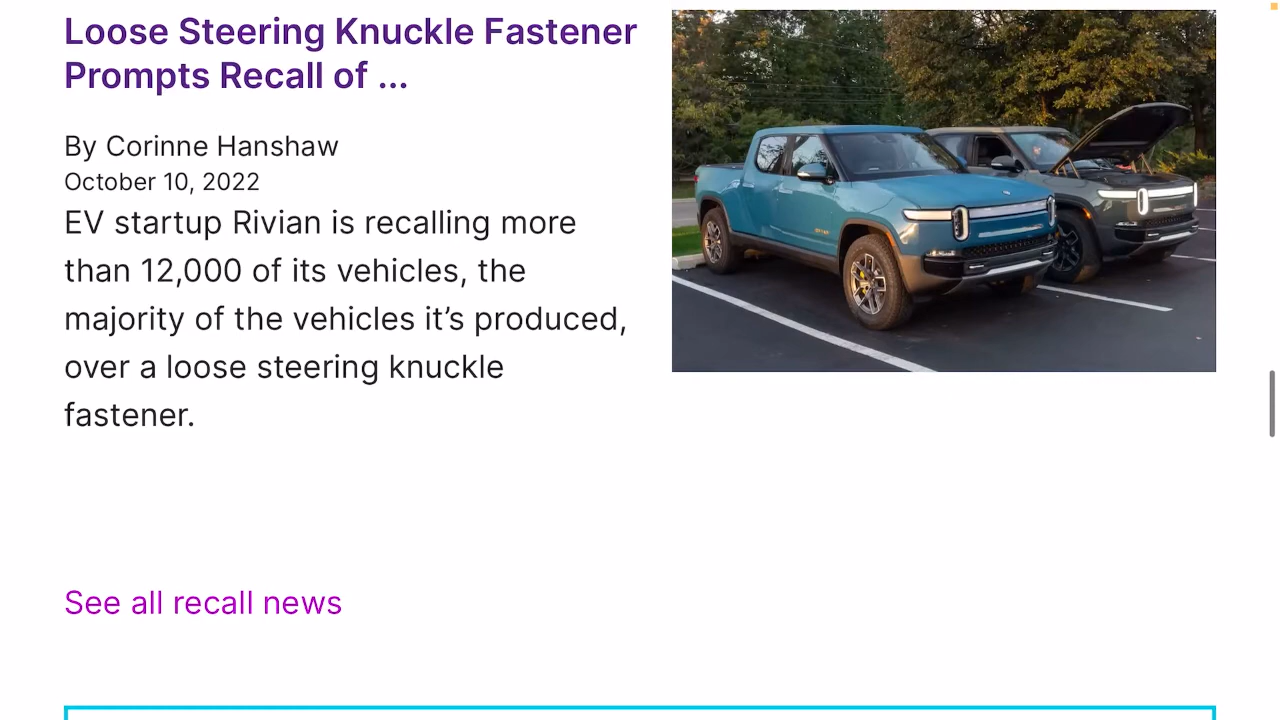 Loose Steering Knuckle Fastener
Prompts Recall of ...
By Corinne Hanshaw
October 10, 2022
EV startup Rivian is recalling more
than 12,000 of its vehicles, the
majority of the vehicles it’s produced,
over a loose steering knuckle
fastener.
See all recall news